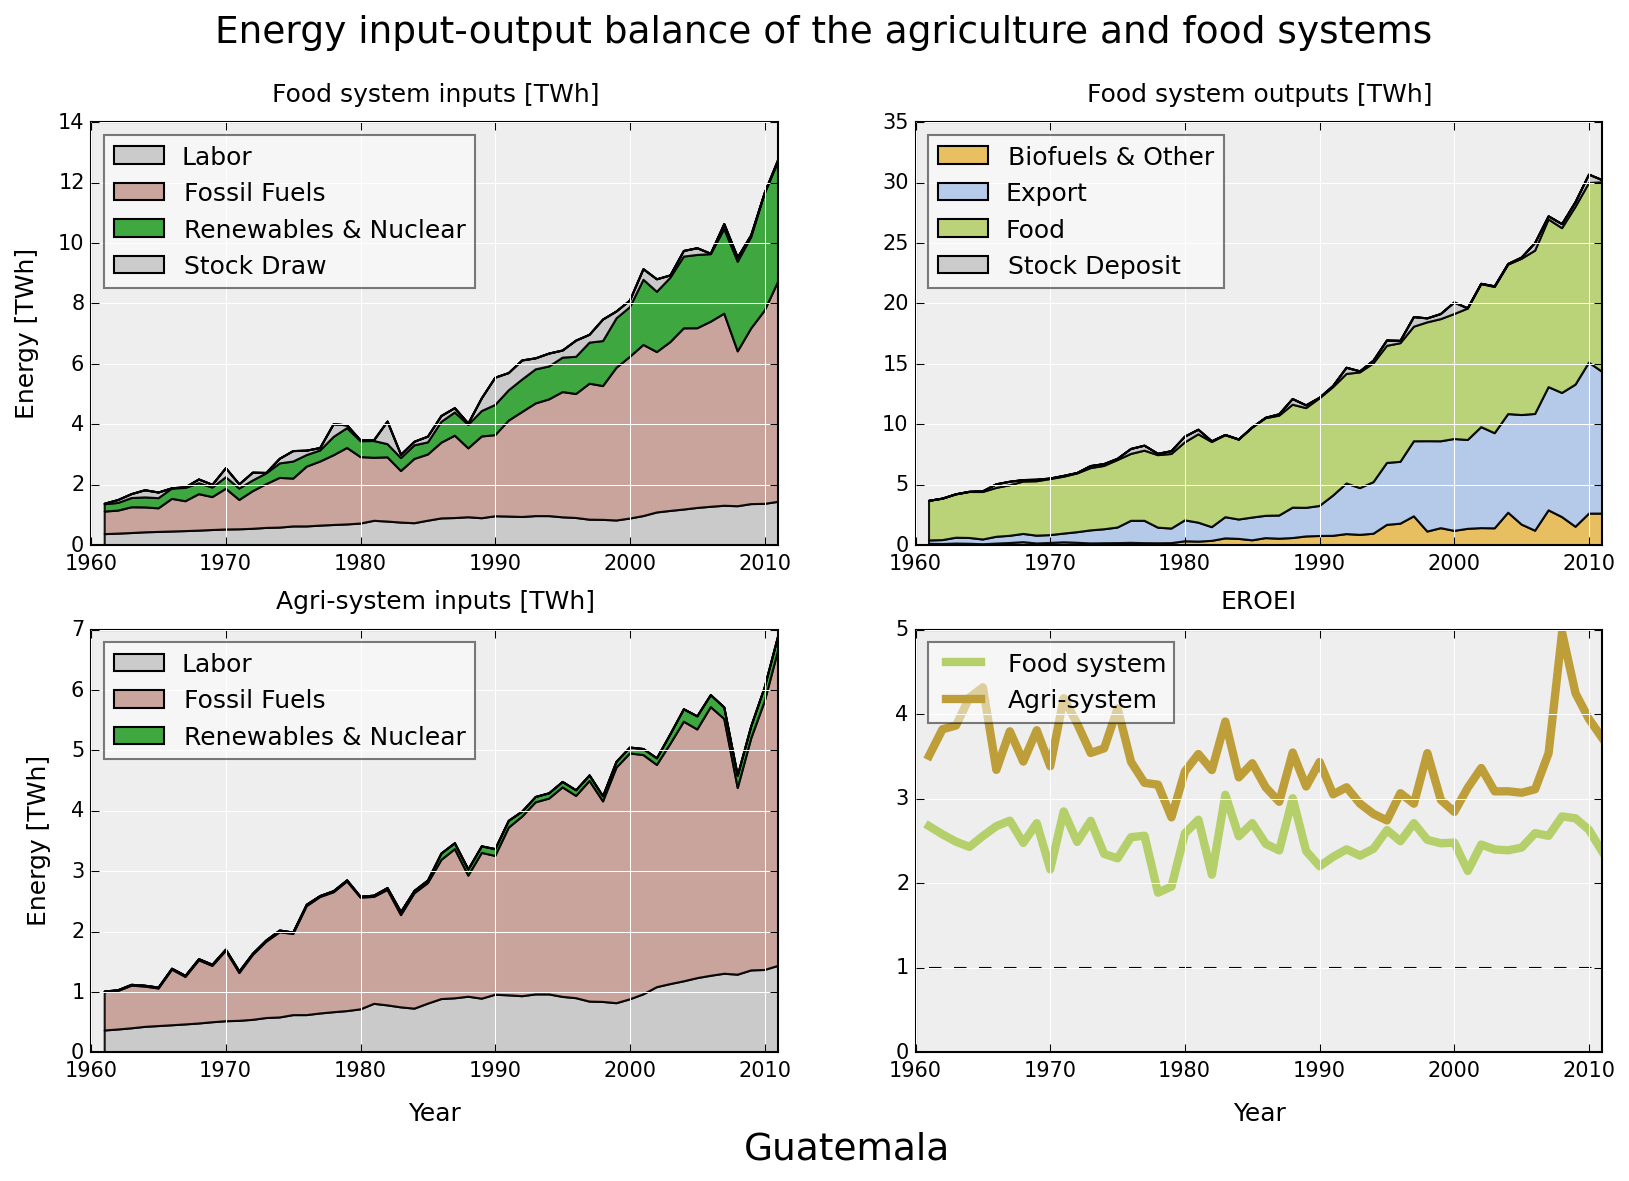 Energy input-output balance of the agriculture and food systems
Food system inputs [TWh]
Energy [TWh]
14
12
10
8
6
4
2
0
Labor
Fossil Fuels
Renewables & Nuclear
Stock Draw
1960 1970 1980 1990 2000 2010
Food system outputs [TWh]
35
30
25
20
15
10
5
0
Biofuels & Other
Export
Food
Stock Deposit
1960 1970 1980 1990 2000 2010
Agri-system inputs [TWh]
Energy [TWh]
7
6
5
4
3
2
1
0
Labor
Fossil Fuels
Renewables & Nuclear
1960 1970 1980 1990 2000 2010
Year
EROEI
5
4
3
2
1
0
Food system
Agri-system
1960 1970 1980 1990 2000 2010
Year
Guatemala